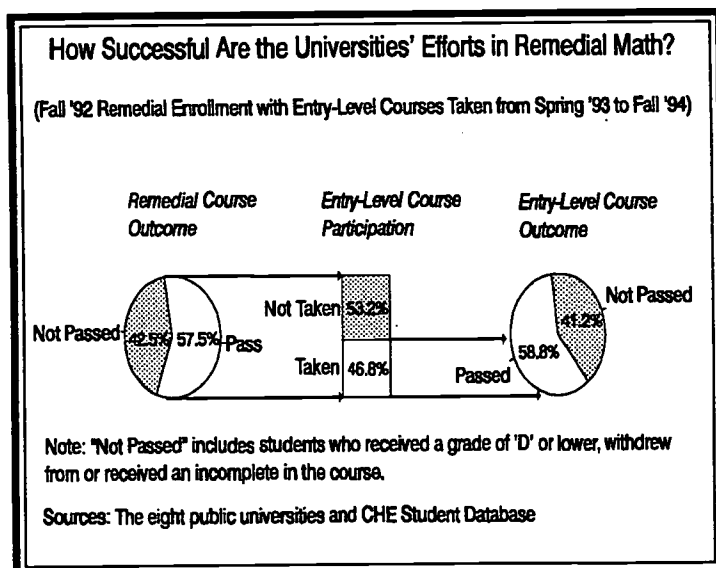 How Successful Are the Universities' Efforts in Remedial Math?
(Fall '92 Remedial Enrollment with Entry-Level Courses Taken from Spring '93 to Fall '94)
Remedial Course Outcome
Entry-Level Course Participation
Entry-Level Course Outcome
Not Passed
42.5%
57.5%
Pass
Not Taken
53.2%
Taken
46.8%
Not Passed
41.2%
58.8%
Passed
Note: "Not Passed" includes students who received a grade of 'D' or lower, withdrew
from or received an incomplete in the course.
Sources: The eight public universities and CHE Student Database